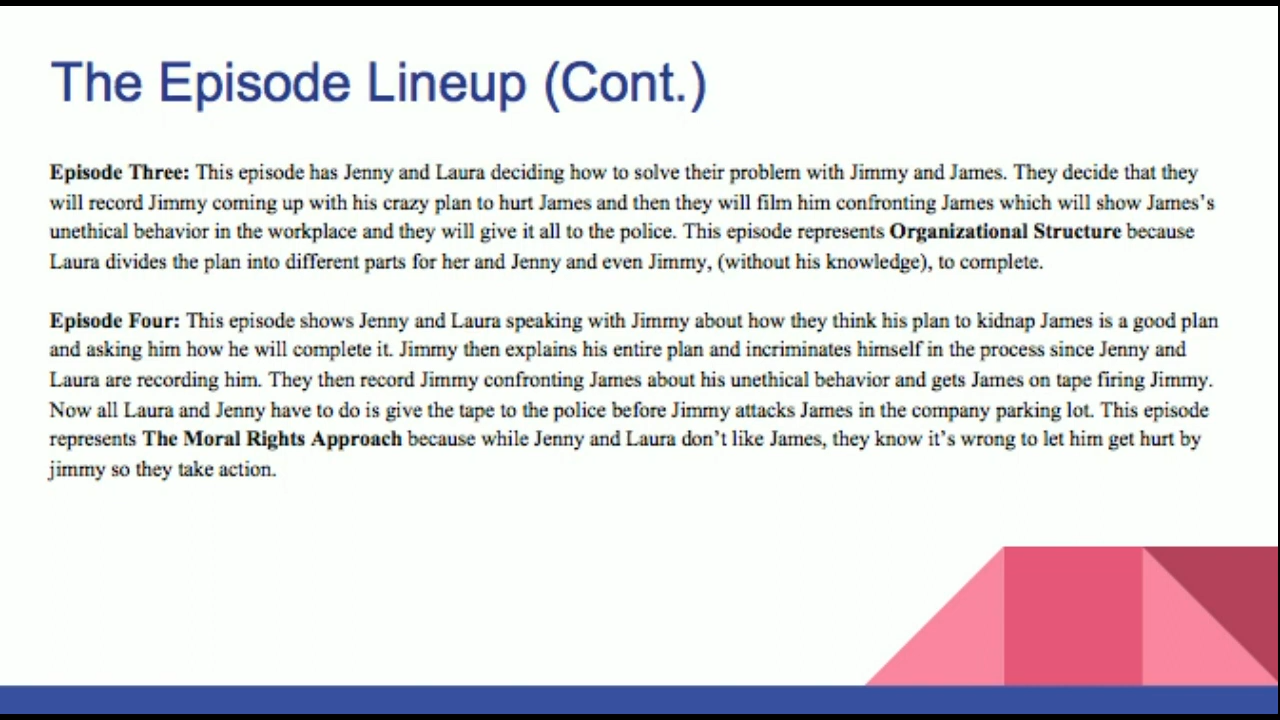 The Episode Lineup (Cont.)
Episode Three: This episode has Jenny and Laura deciding how to solve their problem with Jimmy and James. They decide that they
will record Jimmy coming up with his crazy plan to hurt James and then they will film him confronting James which will show James’s
unethical behavior in the workplace and they will give it all to the police. This episode represents Organizational Structure because
Laura divides the plan into different parts for her and Jenny and even Jimmy, (without his knowledge), to complete.
Episode Four: This episode shows Jenny and Laura speaking with Jimmy about how they think his plan to kidnap James is a good plan
and asking him how he will complete it. Jimmy then explains his entire plan and incriminates himself in the process since Jenny and
Laura are recording him. They then record Jimmy confronting James about his unethical behavior and gets James on tape firing Jimmy.
Now all Laura and Jenny have to do is give the tape to the police before Jimmy attacks James in the company parking lot. This episode
represents The Moral Rights Approach because while Jenny and Laura don’t like James, they know it’s wrong to let him get hurt by
jimmy so they take action.